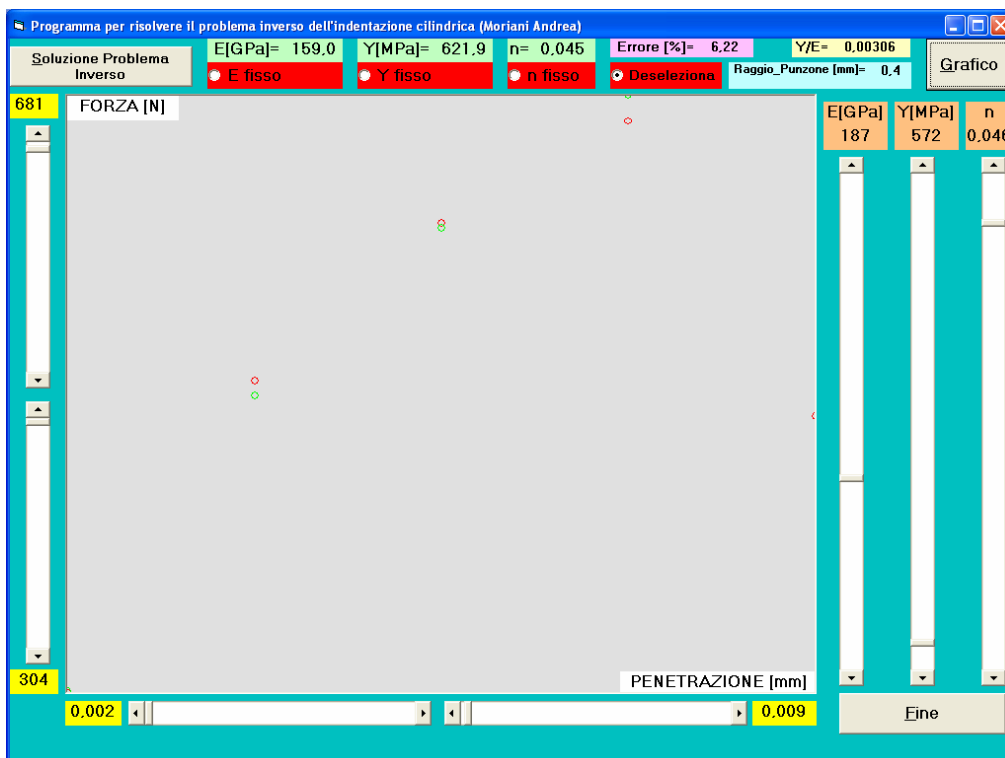 Programma per risolvere il problema inverso dell'indentazione cilindrica (Moriani Andrea)
Soluzione Problema
Inverso
E[GPa]= 159,0
Y[MPa]= 621,9
n= 0,045
Errore [%]= 6,22
Y/E= 0,00306
E fisso
Y fisso
n fisso
Deseleziona
Raggio_Punzone [mm]= 0,4
Grafico
681
FORZA [N]
E[GPa]
187
Y[MPa]
572
n
0,046
304
PENETRAZIONE [mm]
0,002
0,009
Fine